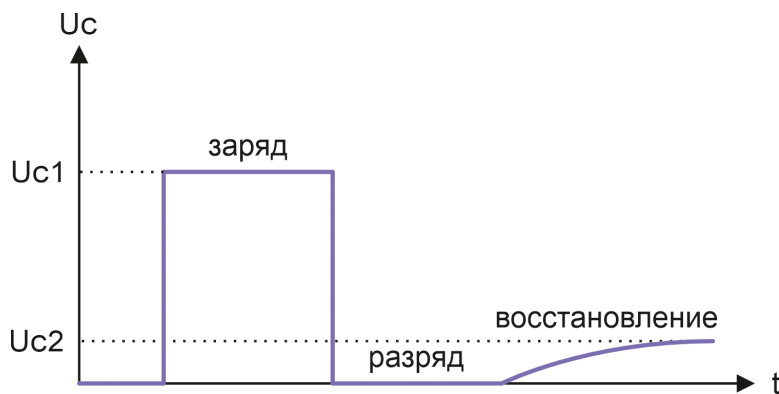 Uc
заряд
Uc1
восстановление
Uc2
разряд
t